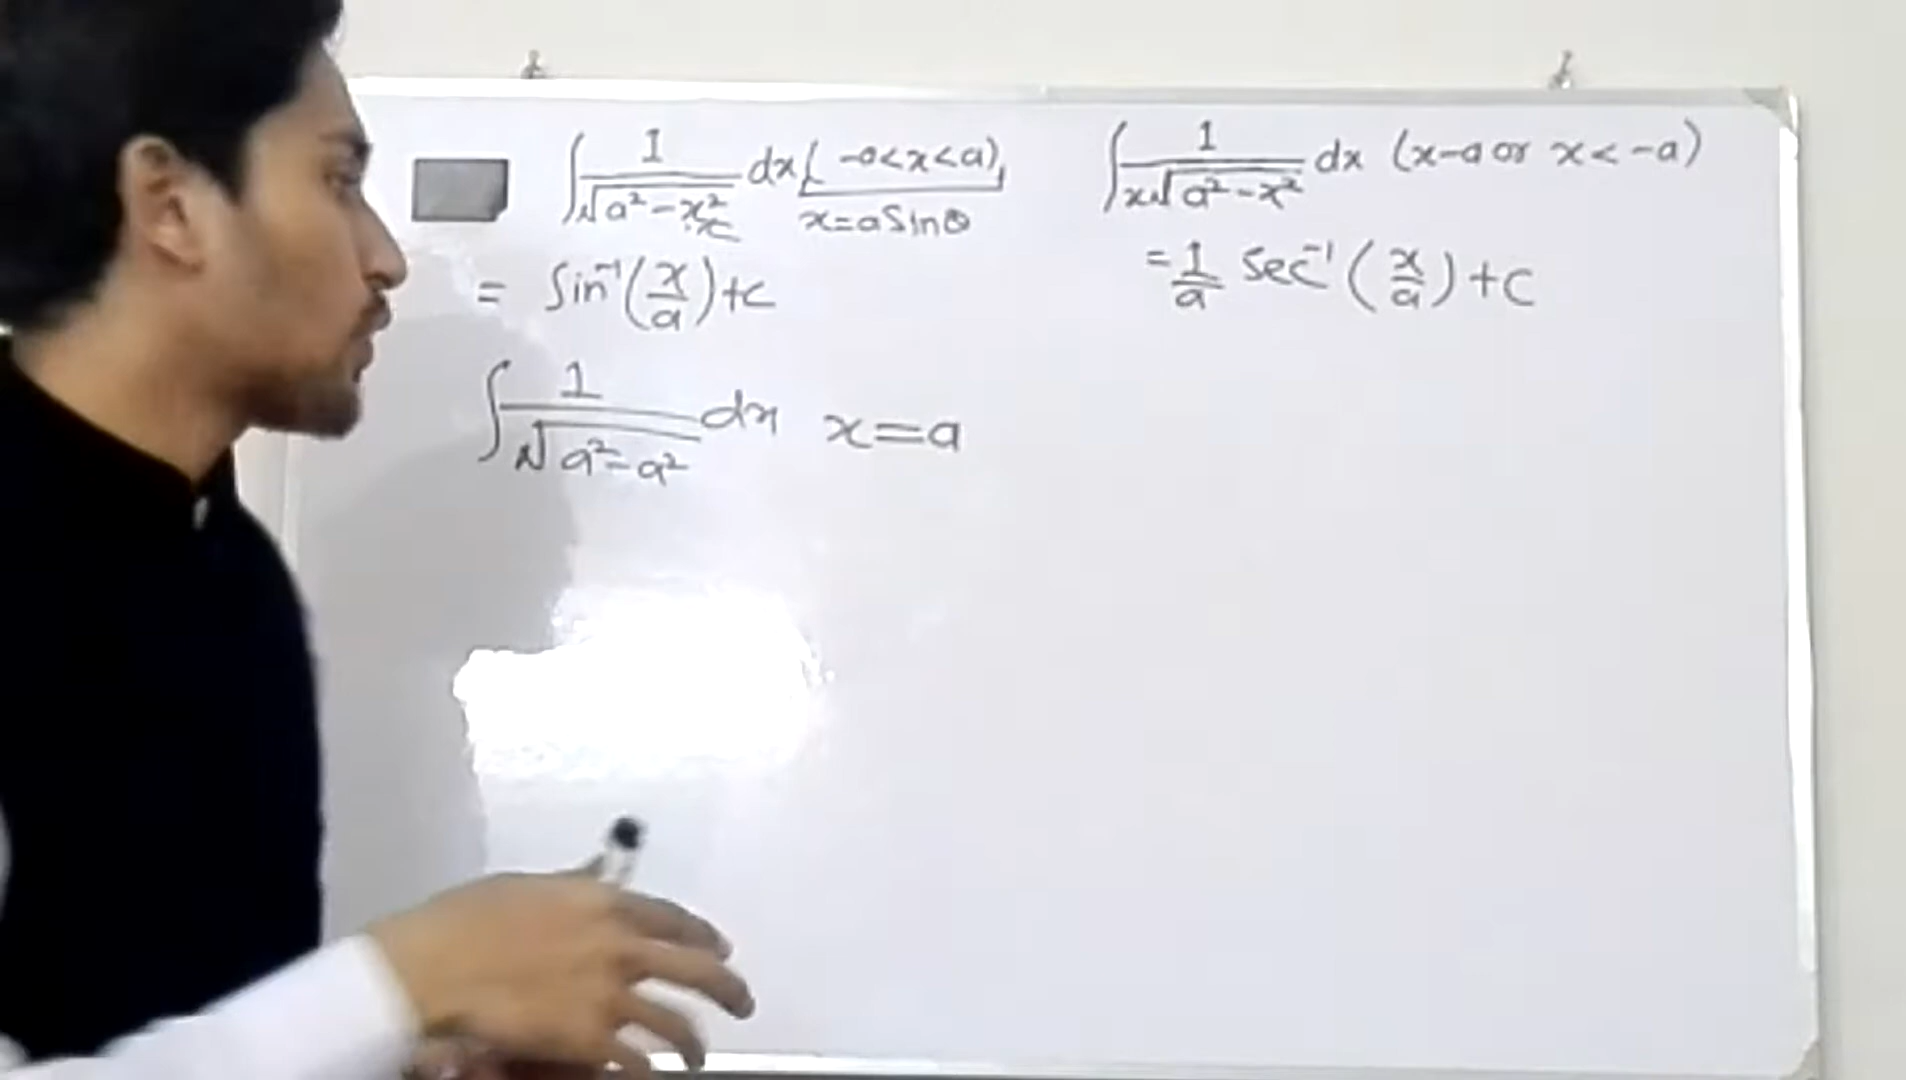 ∫ 1/√(a² − x²) dx (−a<x<a)
x=a Sinθ
= Sin⁻¹(x/a)+c
∫ 1/√(a² − a²) dx x=a
∫ 1/(x√(a² − x²)) dx (x−a or x<−a)
= 1/a Sec⁻¹(x/a)+c